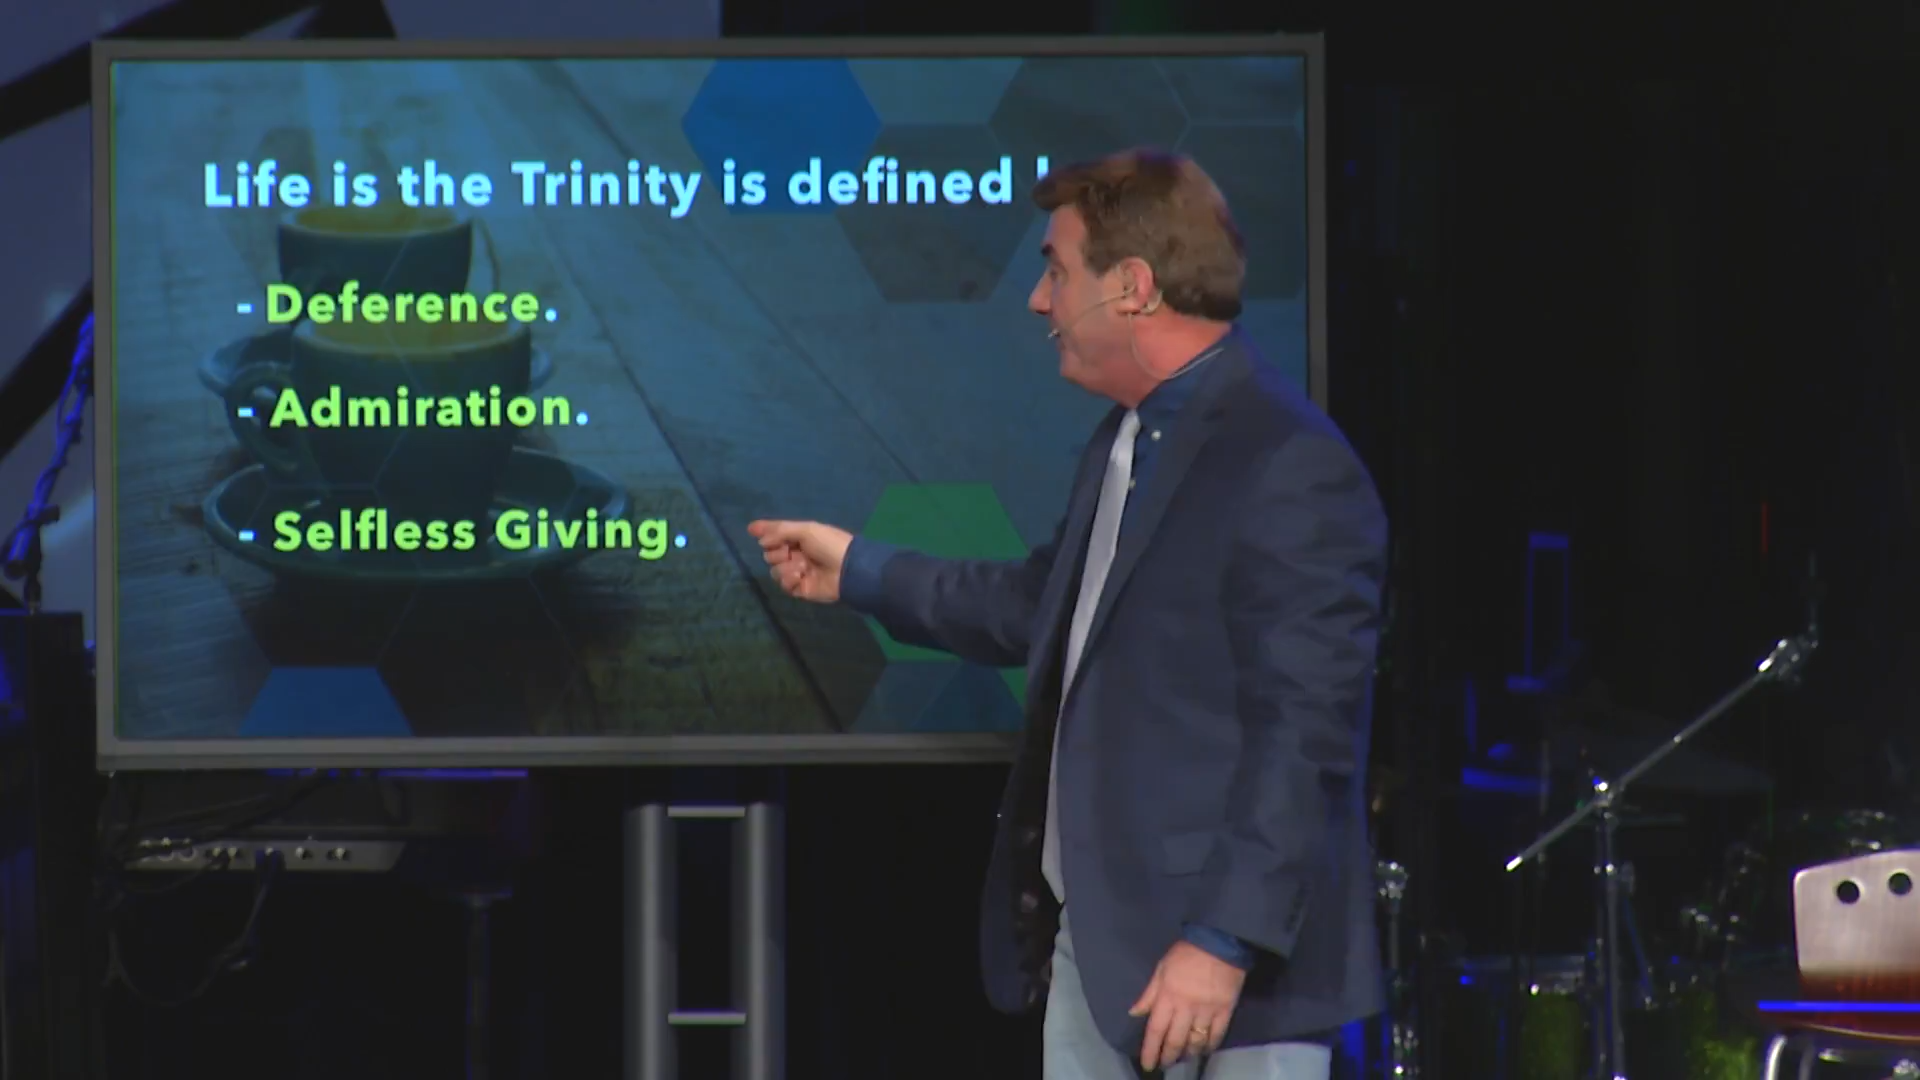 Life is the Trinity is defined
- Deference.
- Admiration.
- Selfless Giving.